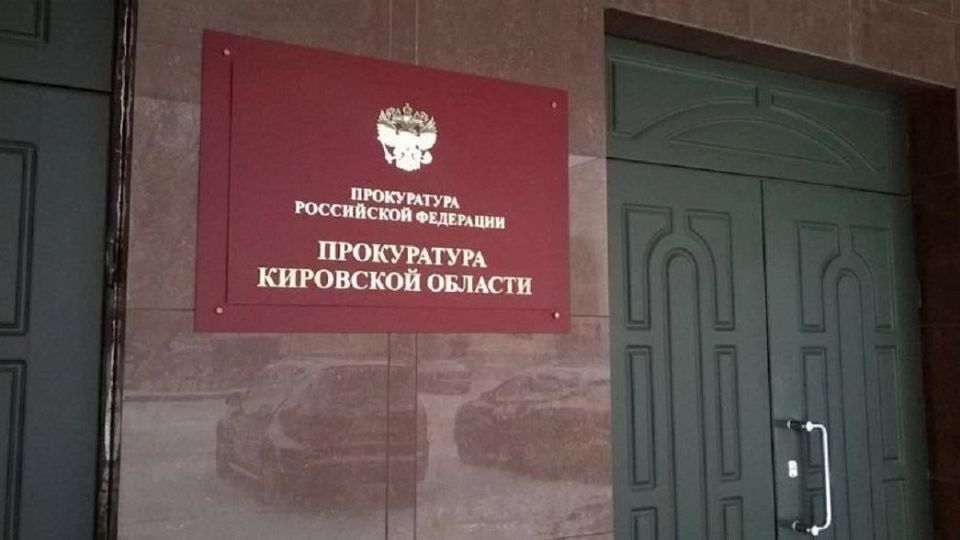 ПРОКУРАТУРА
РОССИЙСКОЙ ФЕДЕРАЦИИ
ПРОКУРАТУРА
КИРОВСКОЙ ОБЛАСТИ